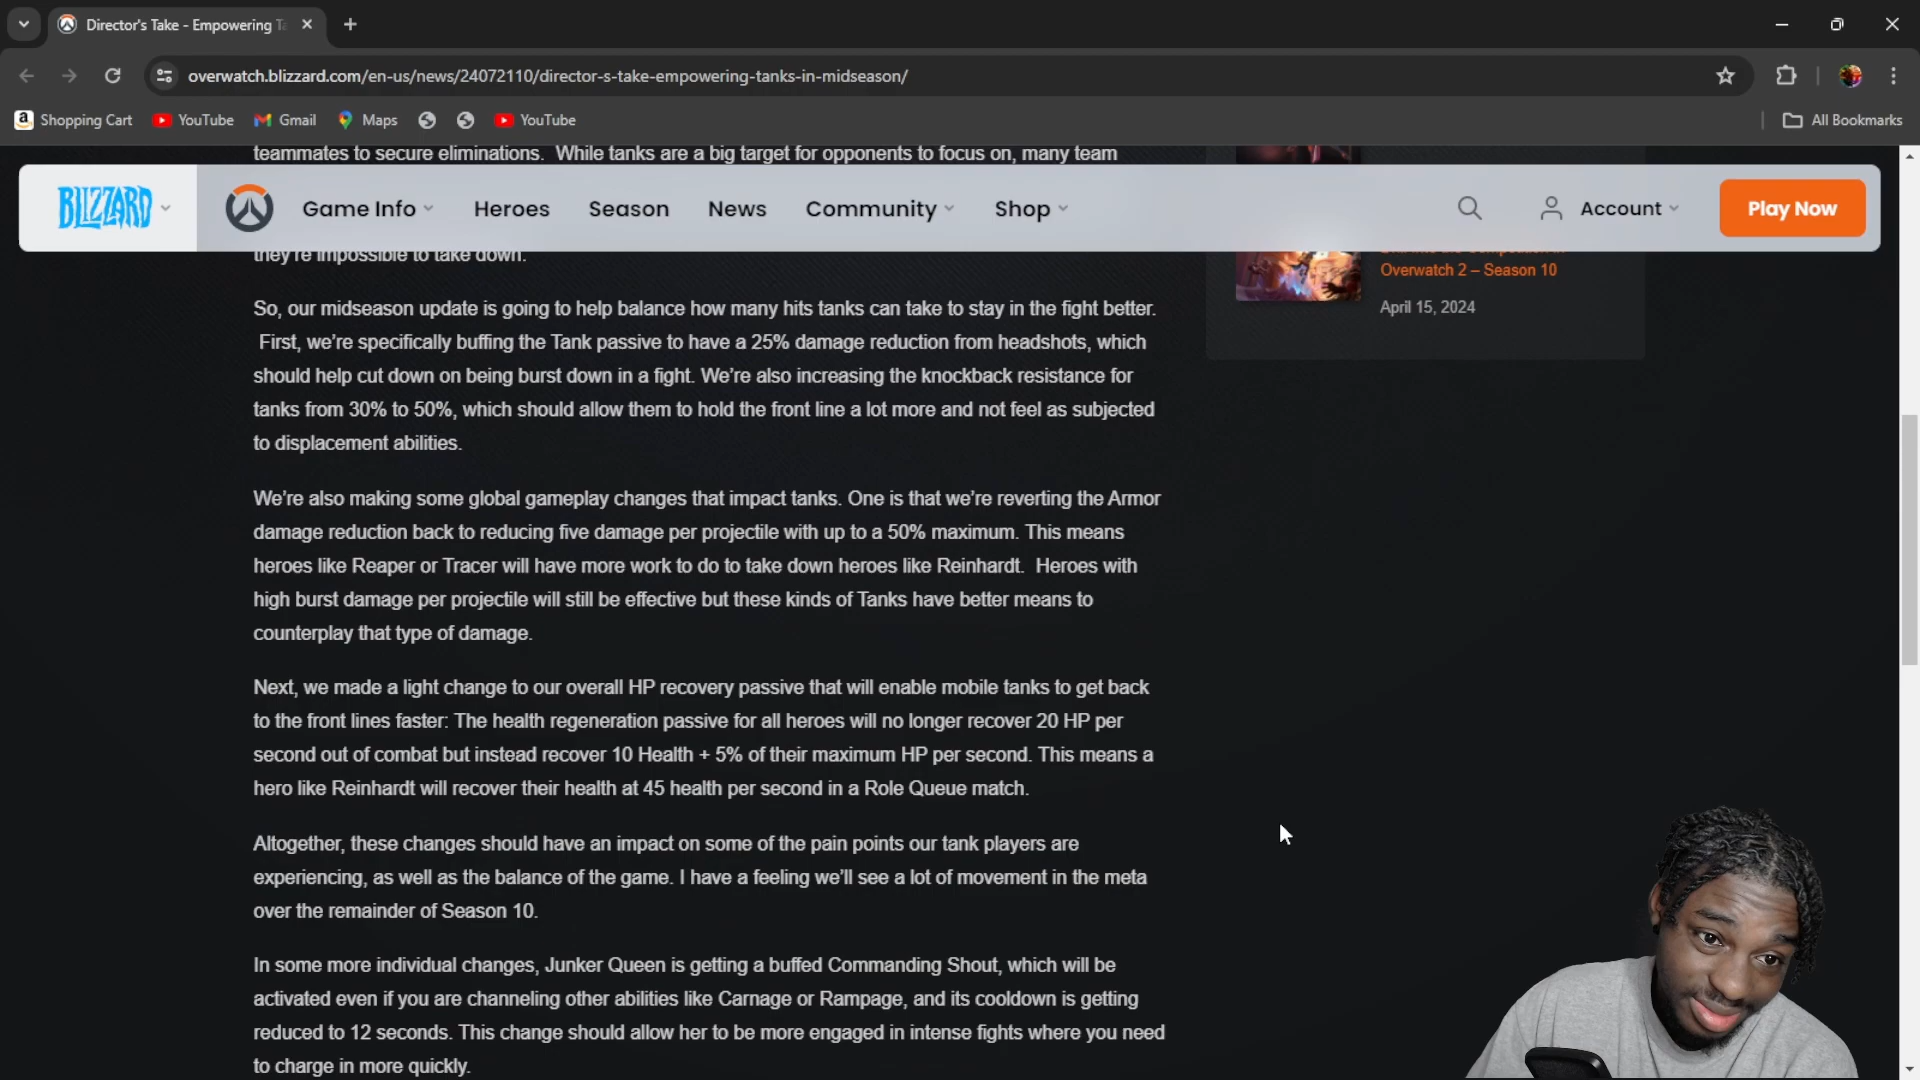 Director's Take - Empowering Ta
overwatch.blizzard.com/en-us/news/24072110/director-s-take-empowering-tanks-in-midseason/
Shopping Cart YouTube Gmail Maps YouTube All Bookmarks
teammates to secure eliminations. While tanks are a big target for opponents to focus on, many team
BLIZZARD Game Info Heroes Season News Community Shop Account Play Now
they're impossible to take down.
Overwatch 2 – Season 10
April 15, 2024
So, our midseason update is going to help balance how many hits tanks can take to stay in the fight better.
First, we're specifically buffing the Tank passive to have a 25% damage reduction from headshots, which
should help cut down on being burst down in a fight. We're also increasing the knockback resistance for
tanks from 30% to 50%, which should allow them to hold the front line a lot more and not feel as subjected
to displacement abilities.
We're also making some global gameplay changes that impact tanks. One is that we're reverting the Armor
damage reduction back to reducing five damage per projectile with up to a 50% maximum. This means
heroes like Reaper or Tracer will have more work to do to take down heroes like Reinhardt. Heroes with
high burst damage per projectile will still be effective but these kinds of Tanks have better means to
counterplay that type of damage.
Next, we made a light change to our overall HP recovery passive that will enable mobile tanks to get back
to the front lines faster: The health regeneration passive for all heroes will no longer recover 20 HP per
second out of combat but instead recover 10 Health + 5% of their maximum HP per second. This means a
hero like Reinhardt will recover their health at 45 health per second in a Role Queue match.
Altogether, these changes should have an impact on some of the pain points our tank players are
experiencing, as well as the balance of the game. I have a feeling we'll see a lot of movement in the meta
over the remainder of Season 10.
In some more individual changes, Junker Queen is getting a buffed Commanding Shout, which will be
activated even if you are channeling other abilities like Carnage or Rampage, and its cooldown is getting
reduced to 12 seconds. This change should allow her to be more engaged in intense fights where you need
to charge in more quickly.